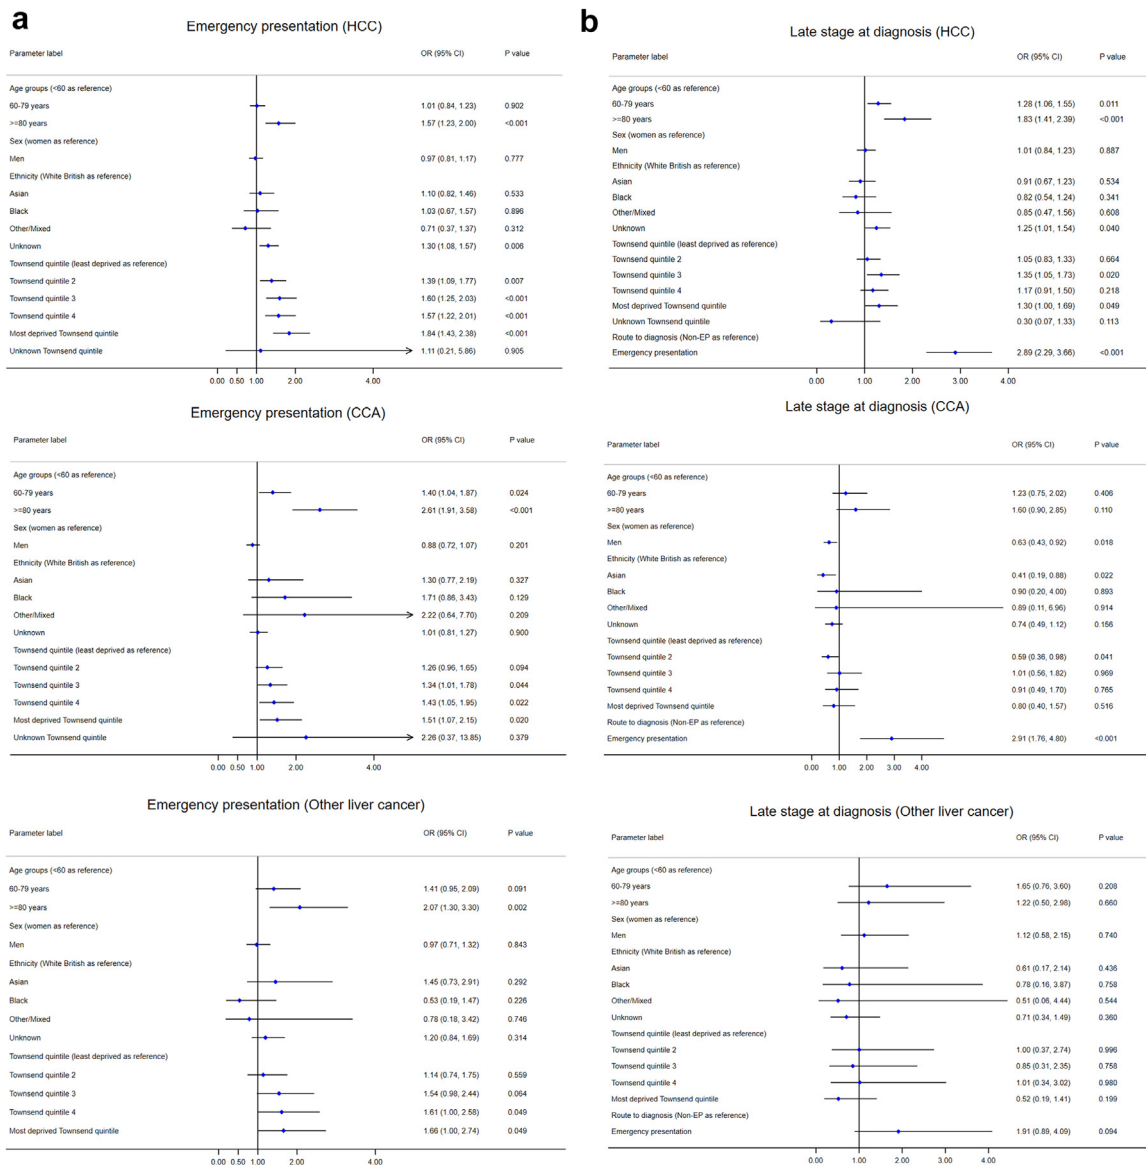 a
Emergency presentation (HCC)
Parameter label OR (95% CI) P value
Age groups (<60 as reference)
60-79 years 1.01 (0.84, 1.23) 0.902
>=80 years 1.57 (1.23, 2.00) <0.001
Sex (women as reference)
Men 0.97 (0.81, 1.17) 0.777
Ethnicity (White British as reference)
Asian 1.10 (0.82, 1.46) 0.533
Black 1.03 (0.67, 1.57) 0.896
Other/Mixed 0.71 (0.37, 1.37) 0.312
Unknown 1.30 (1.08, 1.57) 0.006
Townsend quintile (least deprived as reference)
Townsend quintile 2 1.39 (1.09, 1.77) 0.007
Townsend quintile 3 1.60 (1.25, 2.03) <0.001
Townsend quintile 4 1.57 (1.22, 2.01) <0.001
Most deprived Townsend quintile 1.84 (1.43, 2.38) <0.001
Unknown Townsend quintile 1.11 (0.21, 5.86) 0.905
0.00 0.50 1.00 2.00 4.00
Emergency presentation (CCA)
Parameter label OR (95% CI) P value
Age groups (<60 as reference)
60-79 years 1.40 (1.04, 1.87) 0.024
>=80 years 2.61 (1.91, 3.58) <0.001
Sex (women as reference)
Men 0.88 (0.72, 1.07) 0.201
Ethnicity (White British as reference)
Asian 1.30 (0.77, 2.19) 0.327
Black 1.71 (0.86, 3.43) 0.129
Other/Mixed 2.22 (0.64, 7.70) 0.209
Unknown 1.01 (0.81, 1.27) 0.900
Townsend quintile (least deprived as reference)
Townsend quintile 2 1.26 (0.96, 1.65) 0.094
Townsend quintile 3 1.34 (1.01, 1.78) 0.044
Townsend quintile 4 1.43 (1.05, 1.95) 0.022
Most deprived Townsend quintile 1.51 (1.07, 2.15) 0.020
Unknown Townsend quintile 2.26 (0.37, 13.85) 0.379
0.00 0.50 1.00 2.00 4.00
Emergency presentation (Other liver cancer)
Parameter label OR (95% CI) P value
Age groups (<60 as reference)
60-79 years 1.41 (0.95, 2.09) 0.091
>=80 years 2.07 (1.30, 3.30) 0.002
Sex (women as reference)
Men 0.97 (0.71, 1.32) 0.843
Ethnicity (White British as reference)
Asian 1.45 (0.73, 2.91) 0.292
Black 0.53 (0.19, 1.47) 0.226
Other/Mixed 0.78 (0.18, 3.42) 0.746
Unknown 1.20 (0.84, 1.69) 0.314
Townsend quintile (least deprived as reference)
Townsend quintile 2 1.14 (0.74, 1.75) 0.559
Townsend quintile 3 1.54 (0.98, 2.44) 0.064
Townsend quintile 4 1.61 (1.00, 2.58) 0.049
Most deprived Townsend quintile 1.66 (1.00, 2.74) 0.049
0.00 0.50 1.00 2.00 4.00
b
Late stage at diagnosis (HCC)
Parameter label OR (95% CI) P value
Age groups (<60 as reference)
60-79 years 1.28 (1.06, 1.55) 0.011
>=80 years 1.83 (1.41, 2.39) <0.001
Sex (women as reference)
Men 1.01 (0.84, 1.23) 0.887
Ethnicity (White British as reference)
Asian 0.91 (0.67, 1.23) 0.534
Black 0.82 (0.54, 1.24) 0.341
Other/Mixed 0.85 (0.47, 1.56) 0.608
Unknown 1.25 (1.01, 1.54) 0.040
Townsend quintile (least deprived as reference)
Townsend quintile 2 1.05 (0.83, 1.33) 0.664
Townsend quintile 3 1.35 (1.05, 1.73) 0.020
Townsend quintile 4 1.17 (0.91, 1.50) 0.218
Most deprived Townsend quintile 1.30 (1.00, 1.69) 0.049
Unknown Townsend quintile 0.30 (0.07, 1.33) 0.113
Route to diagnosis (Non-EP as reference)
Emergency presentation 2.89 (2.29, 3.66) <0.001
0.00 1.00 2.00 3.00 4.00
Late stage at diagnosis (CCA)
Parameter label OR (95% CI) P value
Age groups (<60 as reference)
60-79 years 1.23 (0.75, 2.02) 0.406
>=80 years 1.60 (0.90, 2.85) 0.110
Sex (women as reference)
Men 0.63 (0.43, 0.92) 0.018
Ethnicity (White British as reference)
Asian 0.41 (0.19, 0.88) 0.022
Black 0.90 (0.20, 4.00) 0.893
Other/Mixed 0.89 (0.11, 6.96) 0.914
Unknown 0.74 (0.49, 1.12) 0.156
Townsend quintile (least deprived as reference)
Townsend quintile 2 0.59 (0.36, 0.98) 0.041
Townsend quintile 3 1.01 (0.56, 1.82) 0.969
Townsend quintile 4 0.91 (0.49, 1.70) 0.765
Most deprived Townsend quintile 0.80 (0.40, 1.57) 0.516
Route to diagnosis (Non-EP as reference)
Emergency presentation 2.91 (1.76, 4.80) <0.001
0.00 1.00 2.00 3.00 4.00
Late stage at diagnosis (Other liver cancer)
Parameter label OR (95% CI) P value
Age groups (<60 as reference)
60-79 years 1.65 (0.76, 3.60) 0.208
>=80 years 1.22 (0.50, 2.98) 0.660
Sex (women as reference)
Men 1.12 (0.58, 2.15) 0.740
Ethnicity (White British as reference)
Asian 0.61 (0.17, 2.14) 0.436
Black 0.78 (0.16, 3.87) 0.758
Other/Mixed 0.51 (0.06, 4.44) 0.544
Unknown 0.71 (0.34, 1.49) 0.360
Townsend quintile (least deprived as reference)
Townsend quintile 2 1.00 (0.37, 2.74) 0.996
Townsend quintile 3 0.85 (0.31, 2.35) 0.758
Townsend quintile 4 1.01 (0.34, 3.02) 0.980
Most deprived Townsend quintile 0.52 (0.19, 1.41) 0.199
Route to diagnosis (Non-EP as reference)
Emergency presentation 1.91 (0.89, 4.09) 0.094
0.00 1.00 2.00 3.00 4.00